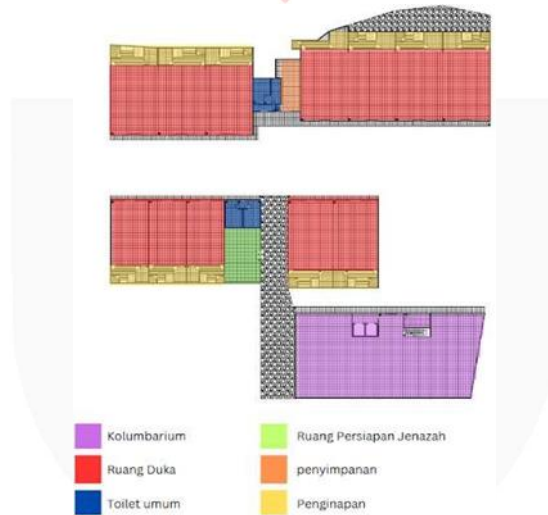 Kolumbarium
Ruang Persiapan Jenazah
Ruang Duka
penyimpanan
Toilet umum
Penginapan